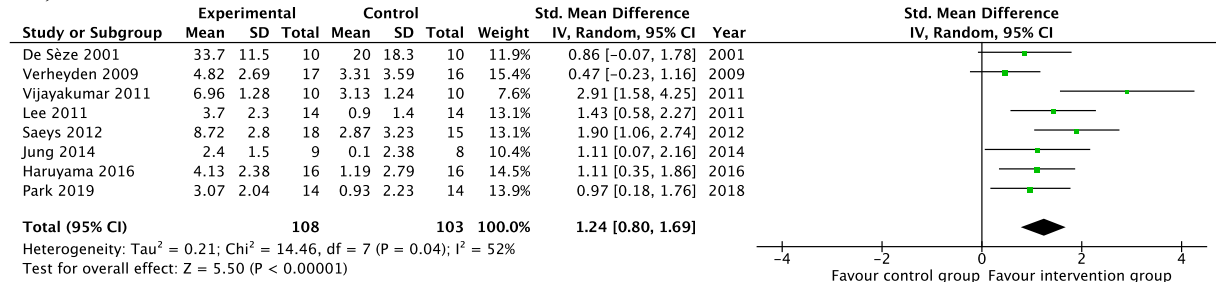 Experimental Control Std. Mean Difference Std. Mean Difference
Study or Subgroup Mean SD Total Mean SD Total Weight IV, Random, 95% CI Year IV, Random, 95% CI
De Sèze 2001 33.7 11.5 10 20 18.3 10 11.9% 0.86 [-0.07, 1.78] 2001
Verheyden 2009 4.82 2.69 17 3.31 3.59 16 15.4% 0.47 [-0.23, 1.16] 2009
Vijayakumar 2011 6.96 1.28 10 3.13 1.24 10 7.6% 2.91 [1.58, 4.25] 2011
Lee 2011 3.7 2.3 14 0.9 1.4 14 13.1% 1.43 [0.58, 2.27] 2011
Saeys 2012 8.72 2.8 18 2.87 3.23 15 13.1% 1.90 [1.06, 2.74] 2012
Jung 2014 2.4 1.5 9 0.1 2.38 8 10.4% 1.11 [0.07, 2.16] 2014
Haruyama 2016 4.13 2.38 16 1.19 2.79 16 14.5% 1.11 [0.35, 1.86] 2016
Park 2019 3.07 2.04 14 0.93 2.23 14 13.9% 0.97 [0.18, 1.76] 2018
Total (95% CI) 108 103 100.0% 1.24 [0.80, 1.69]
Heterogeneity: Tau² = 0.21; Chi² = 14.46, df = 7 (P = 0.04); I² = 52%
Test for overall effect: Z = 5.50 (P < 0.00001)
-4 -2 0 2 4
Favour control group Favour intervention group